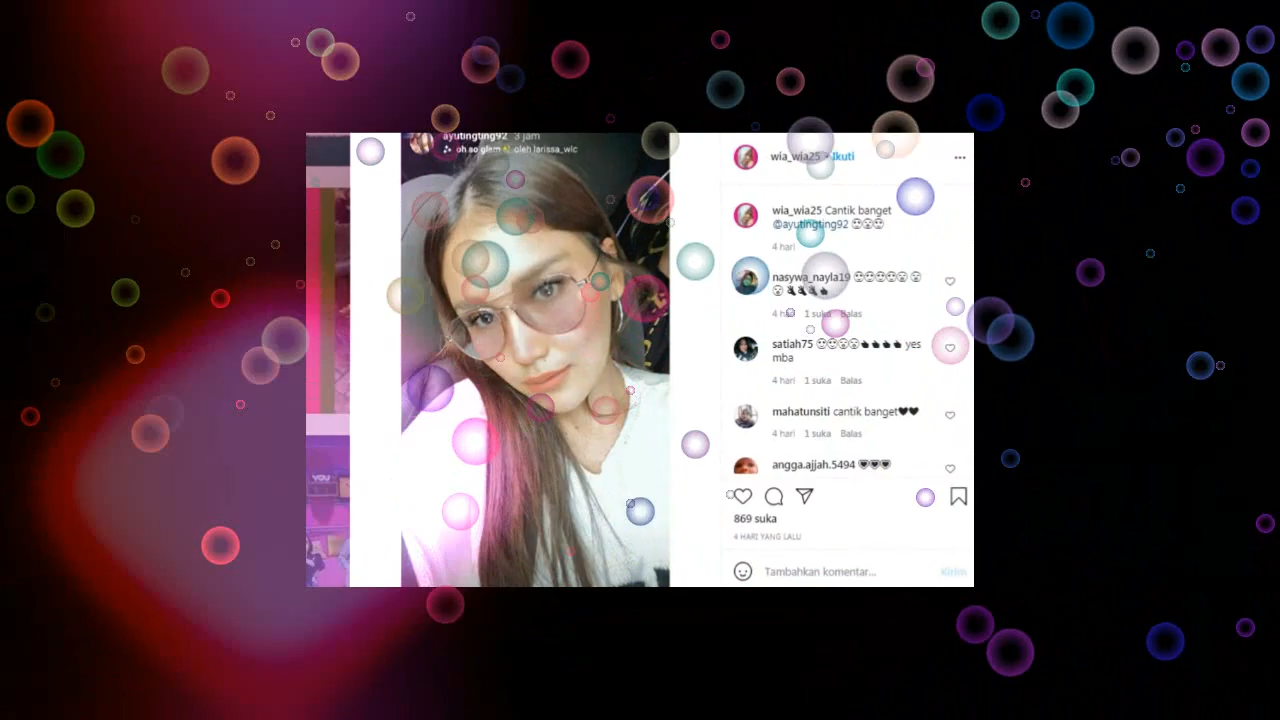 ayutingting92 3 jam
oh so glam oleh larissa_wic
YOU
wia_wia25 • Ikuti
wia_wia25 Cantik banget
@ayutingting92
4 hari
nasywa_nayla19
4 hari 1 suka Balas
satiah75 yes
mba
4 hari 1 suka Balas
mahatunsiti cantik banget🖤🖤
4 hari 1 suka Balas
angga.ajjah.5494
869 suka
4 HARI YANG LALU
Tambahkan komentar... Kirim